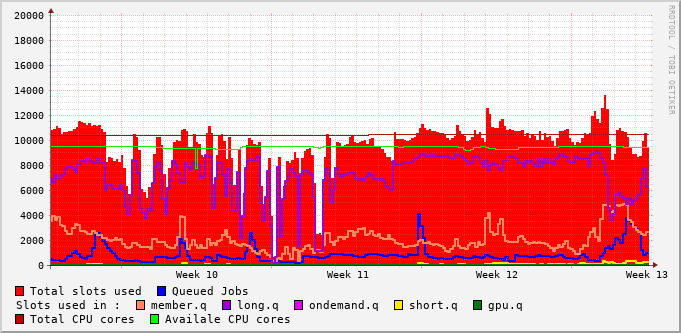 RRDTOOL / TOBI OETIKER
20000
18000
16000
14000
12000
10000
8000
6000
4000
2000
0
Week 10 Week 11 Week 12 Week 13
Total slots used Queued Jobs
Slots used in : member.q long.q ondemand.q short.q gpu.q
Total CPU cores Availale CPU cores